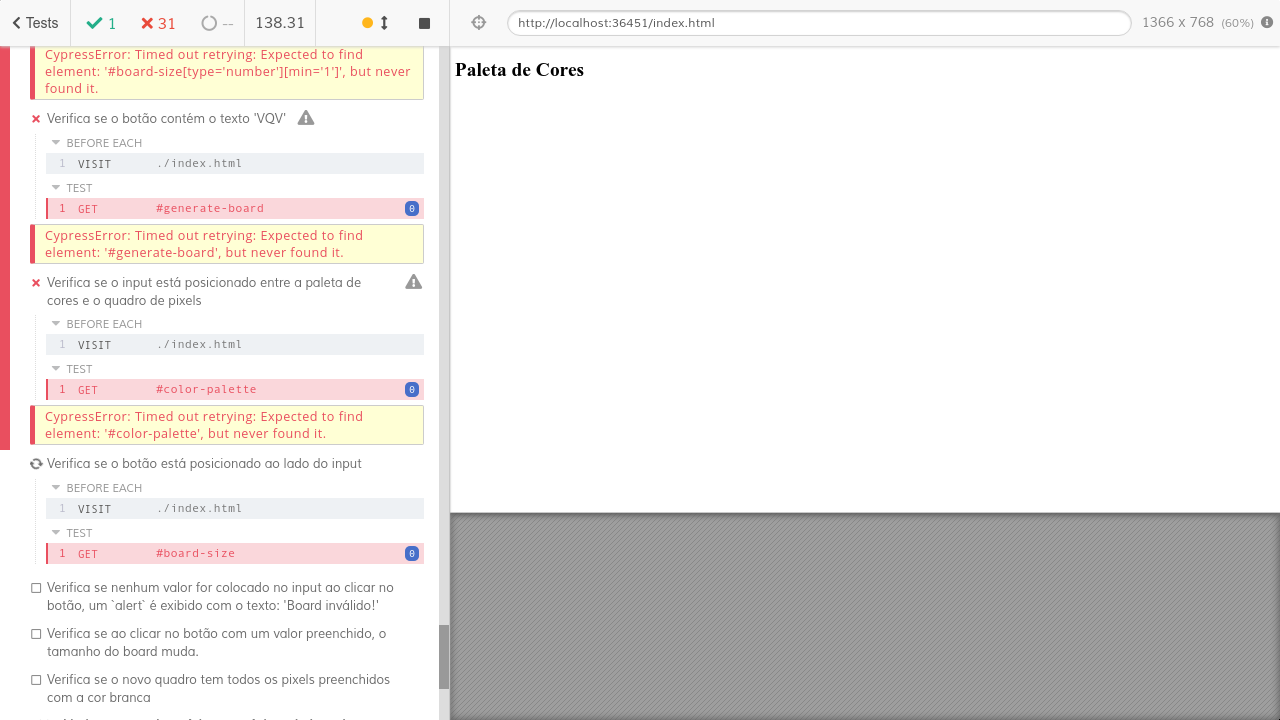 Tests
1
31
--
138.31
http://localhost:36451/index.html
1366 x 768 (60%)
CypressError: Timed out retrying: Expected to find
element: '#board-size[type='number'][min='1']', but never
found it.
Verifica se o botão contém o texto 'VQV'
BEFORE EACH
1 VISIT ./index.html
TEST
1 GET #generate-board 0
CypressError: Timed out retrying: Expected to find
element: '#generate-board', but never found it.
Verifica se o input está posicionado entre a paleta de
cores e o quadro de pixels
BEFORE EACH
1 VISIT ./index.html
TEST
1 GET #color-palette 0
CypressError: Timed out retrying: Expected to find
element: '#color-palette', but never found it.
Verifica se o botão está posicionado ao lado do input
BEFORE EACH
1 VISIT ./index.html
TEST
1 GET #board-size 0
Verifica se nenhum valor for colocado no input ao clicar no
botão, um `alert` é exibido com o texto: 'Board inválido!'
Verifica se ao clicar no botão com um valor preenchido, o
tamanho do board muda.
Verifica se o novo quadro tem todos os pixels preenchidos
com a cor branca
Paleta de Cores